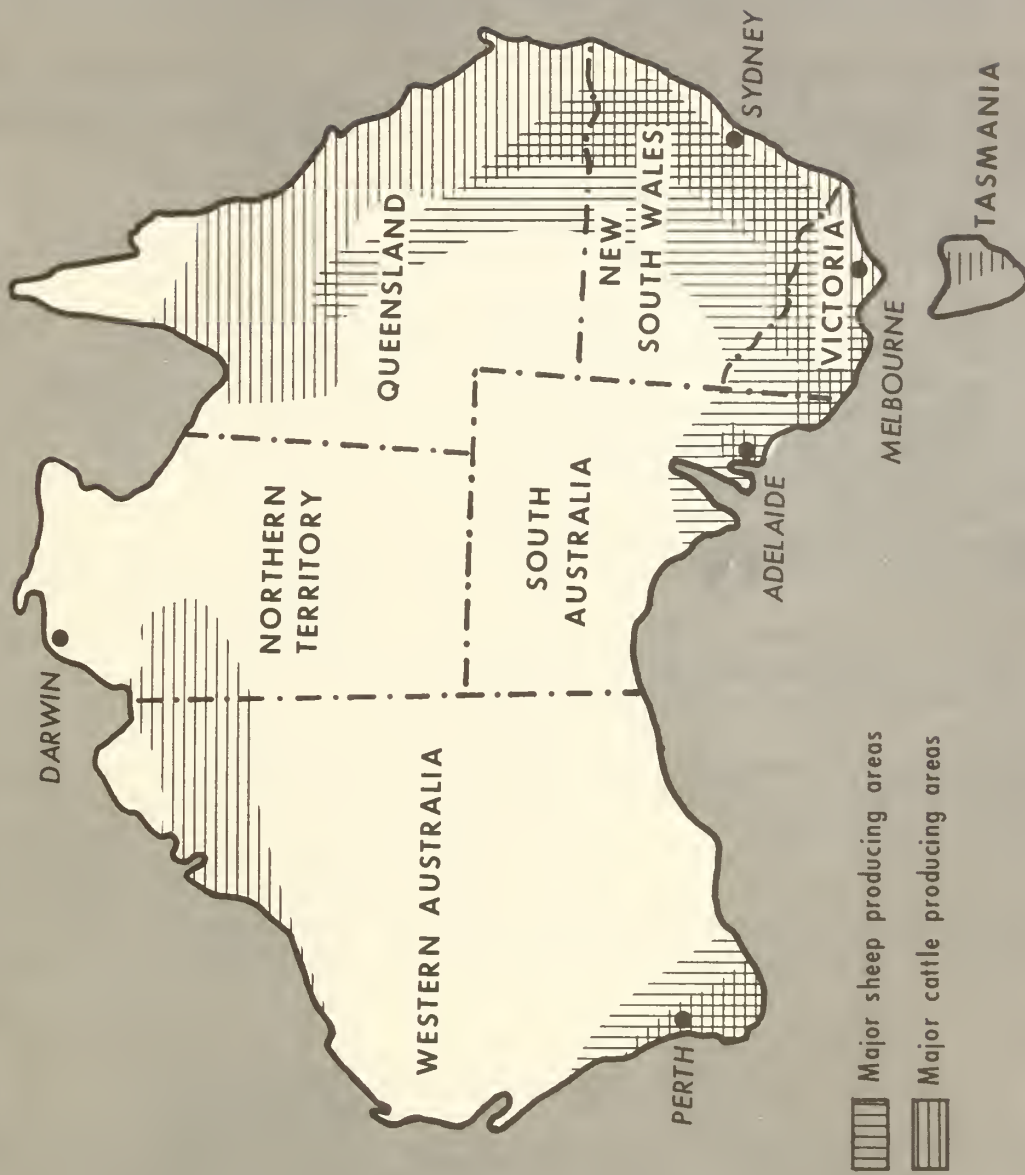 DARWIN
NORTHERN
TERRITORY
QUEENSLAND
WESTERN AUSTRALIA
SOUTH
AUSTRALIA
NEW
SOUTH WALES
SYDNEY
PERTH
ADELAIDE
VICTORIA
MELBOURNE
TASMANIA
Major sheep producing areas
Major cattle producing areas